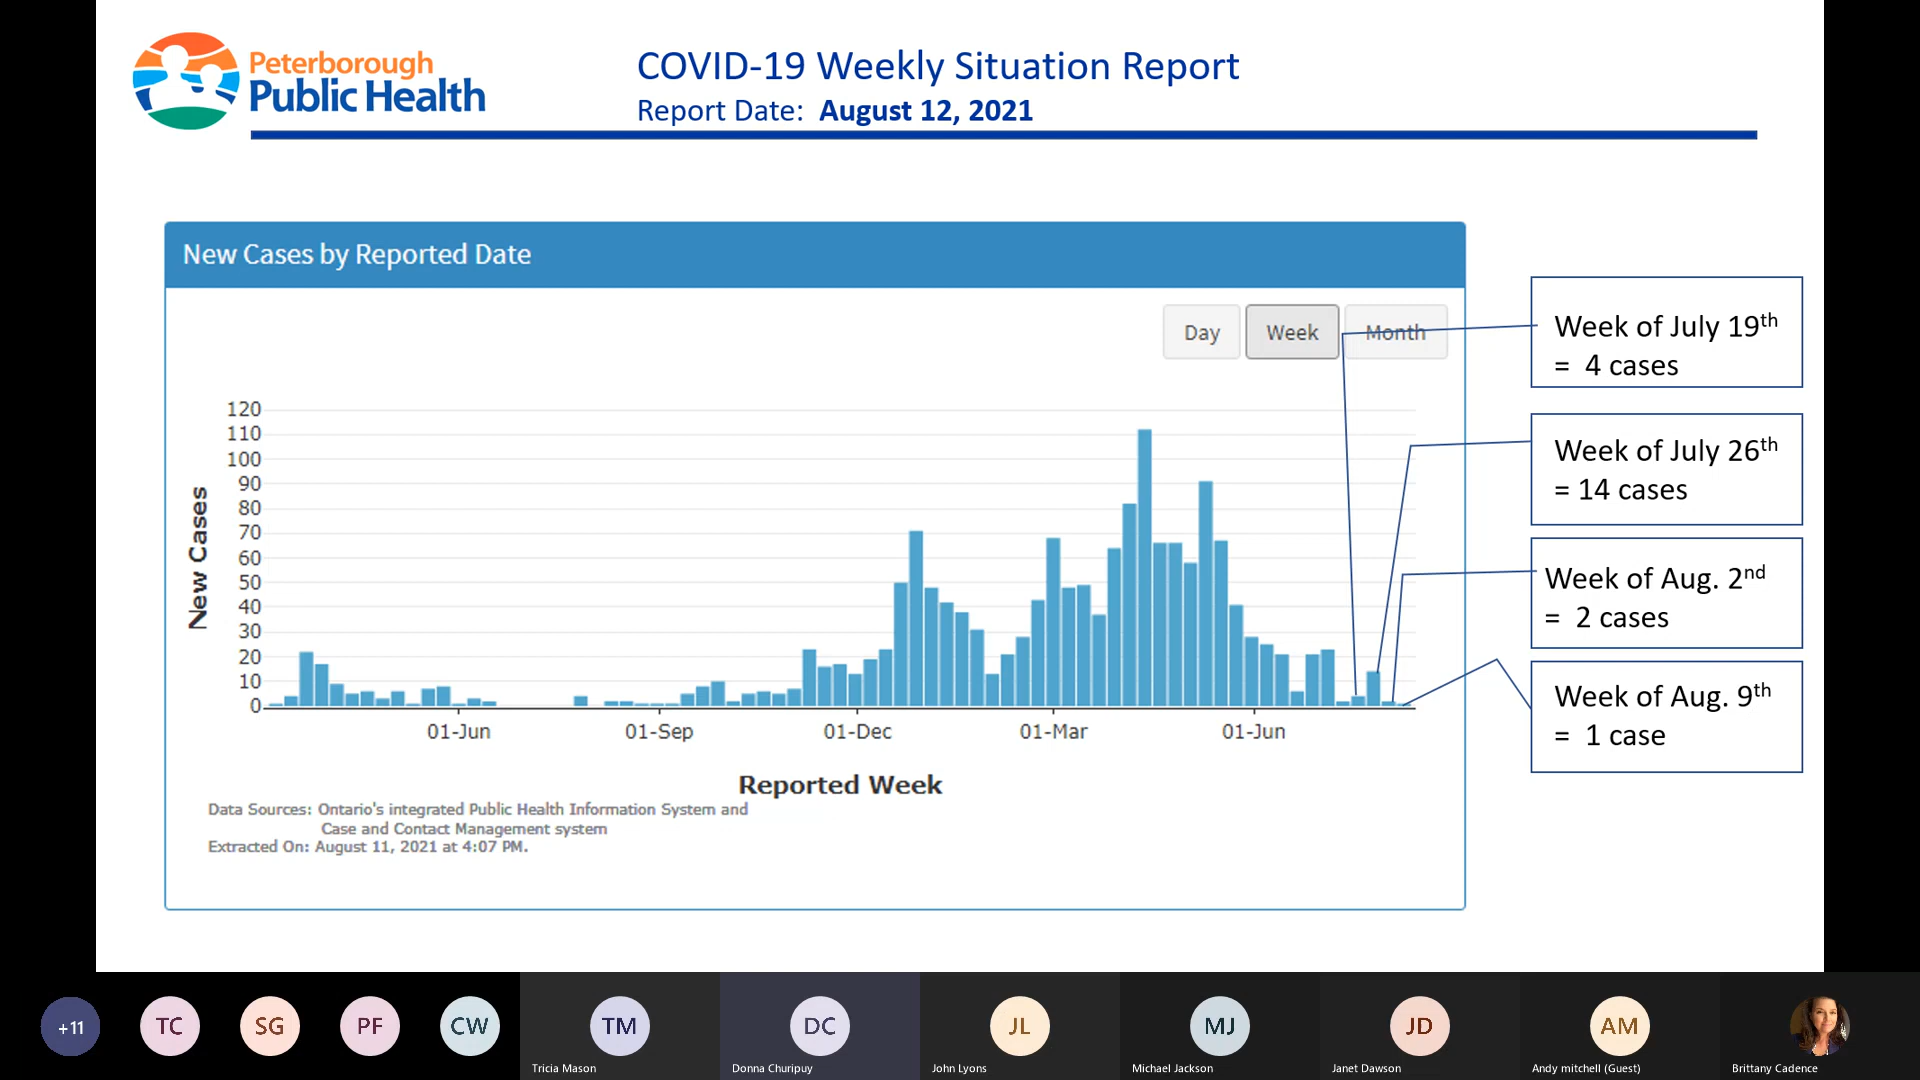 Peterborough
Public Health
COVID-19 Weekly Situation Report
Report Date: August 12, 2021
New Cases by Reported Date
Day
Week
Month
Week of July 19th
= 4 cases
Week of July 26th
= 14 cases
Week of Aug. 2nd
= 2 cases
Week of Aug. 9th
= 1 case
New Cases
120
110
100
90
80
70
60
50
40
30
20
10
0
01-Jun
01-Sep
01-Dec
01-Mar
01-Jun
Reported Week
Data Sources: Ontario's integrated Public Health Information System and
Case and Contact Management system
Extracted On: August 11, 2021 at 4:07 PM.
+11
TC
SG
PF
CW
TM
DC
JL
MJ
JD
AM
Tricia Mason
Donna Churipuy
John Lyons
Michael Jackson
Janet Dawson
Andy mitchell (Guest)
Brittany Cadence